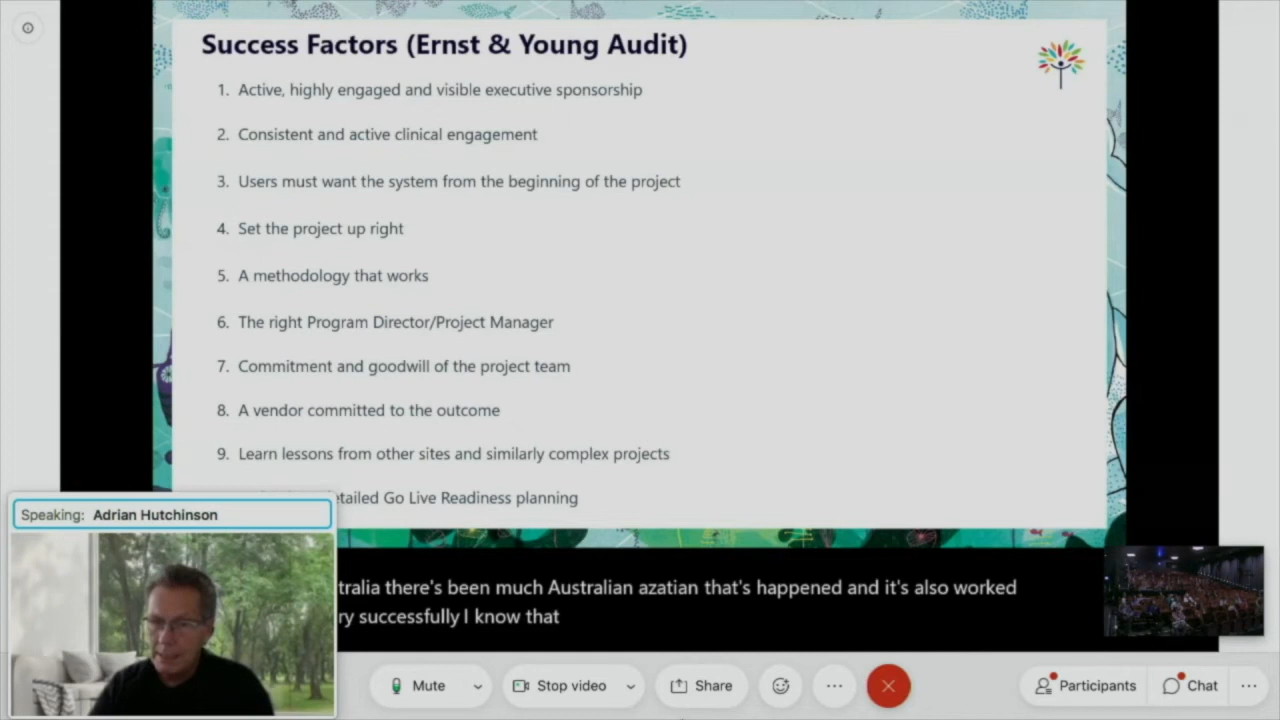 Success Factors (Ernst & Young Audit)
1. Active, highly engaged and visible executive sponsorship
2. Consistent and active clinical engagement
3. Users must want the system from the beginning of the project
4. Set the project up right
5. A methodology that works
6. The right Program Director/Project Manager
7. Commitment and goodwill of the project team
8. A vendor committed to the outcome
9. Learn lessons from other sites and similarly complex projects
Go Live Readiness planning
Speaking: Adrian Hutchinson
there's been much Australian azatian that's happened and it's also worked
successfully I know that
Mute
Stop video
Share
Participants
Chat